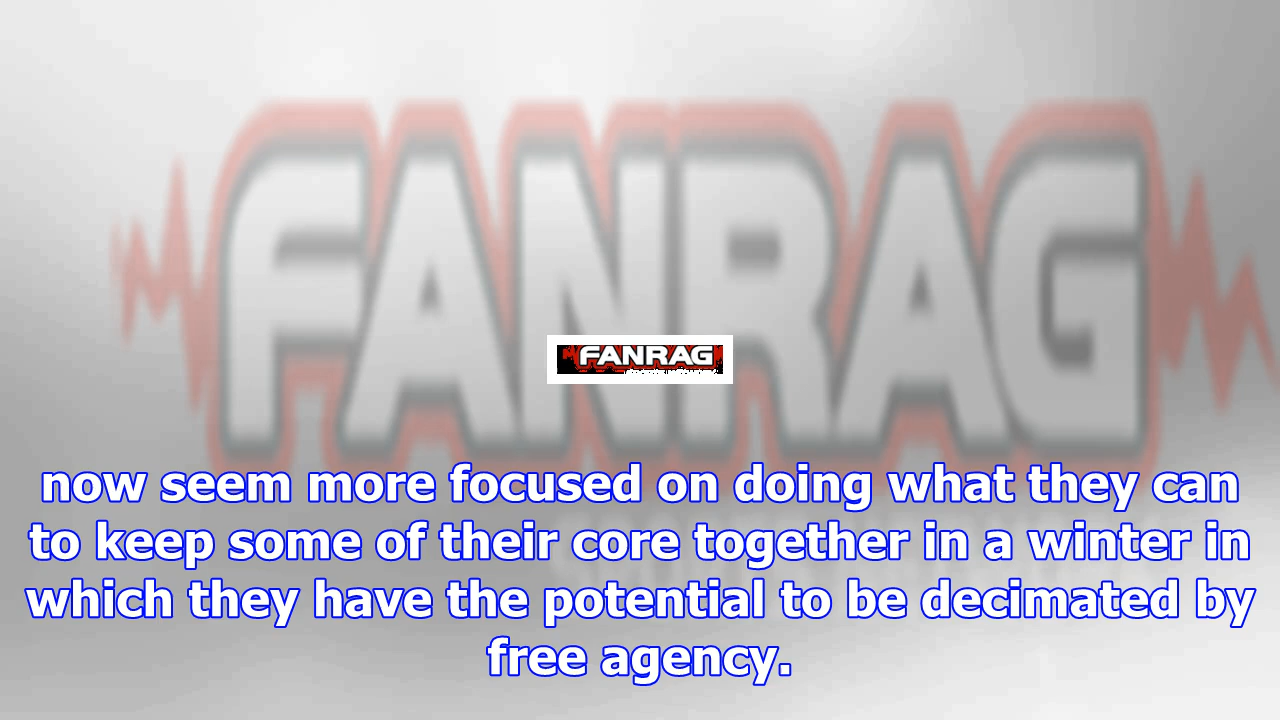 FANRAG
FANRAG
now seem more focused on doing what they can
to keep some of their core together in a winter in
which they have the potential to be decimated by
free agency.